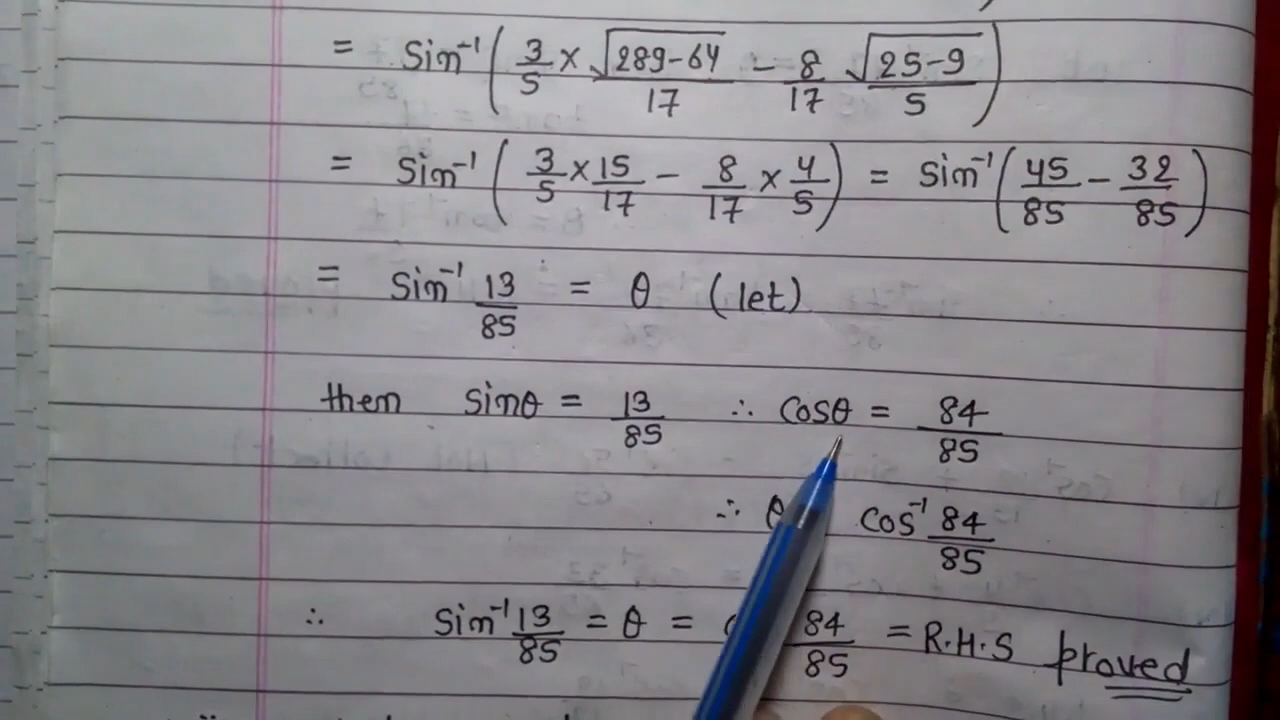 = Sin⁻¹ ( 3/5 × √(289-64)/17 - 8/17 √(25-9)/5 )
= Sin⁻¹ ( 3/5 × 15/17 - 8/17 × 4/5 ) = Sin⁻¹ ( 45/85 - 32/85 )
= Sin⁻¹ 13/85 = θ (let)
then Sinθ = 13/85 ∴ Cosθ = 84/85
∴ θ Cos⁻¹ 84/85
∴ Sin⁻¹ 13/85 = θ = 84/85 = R.H.S proved